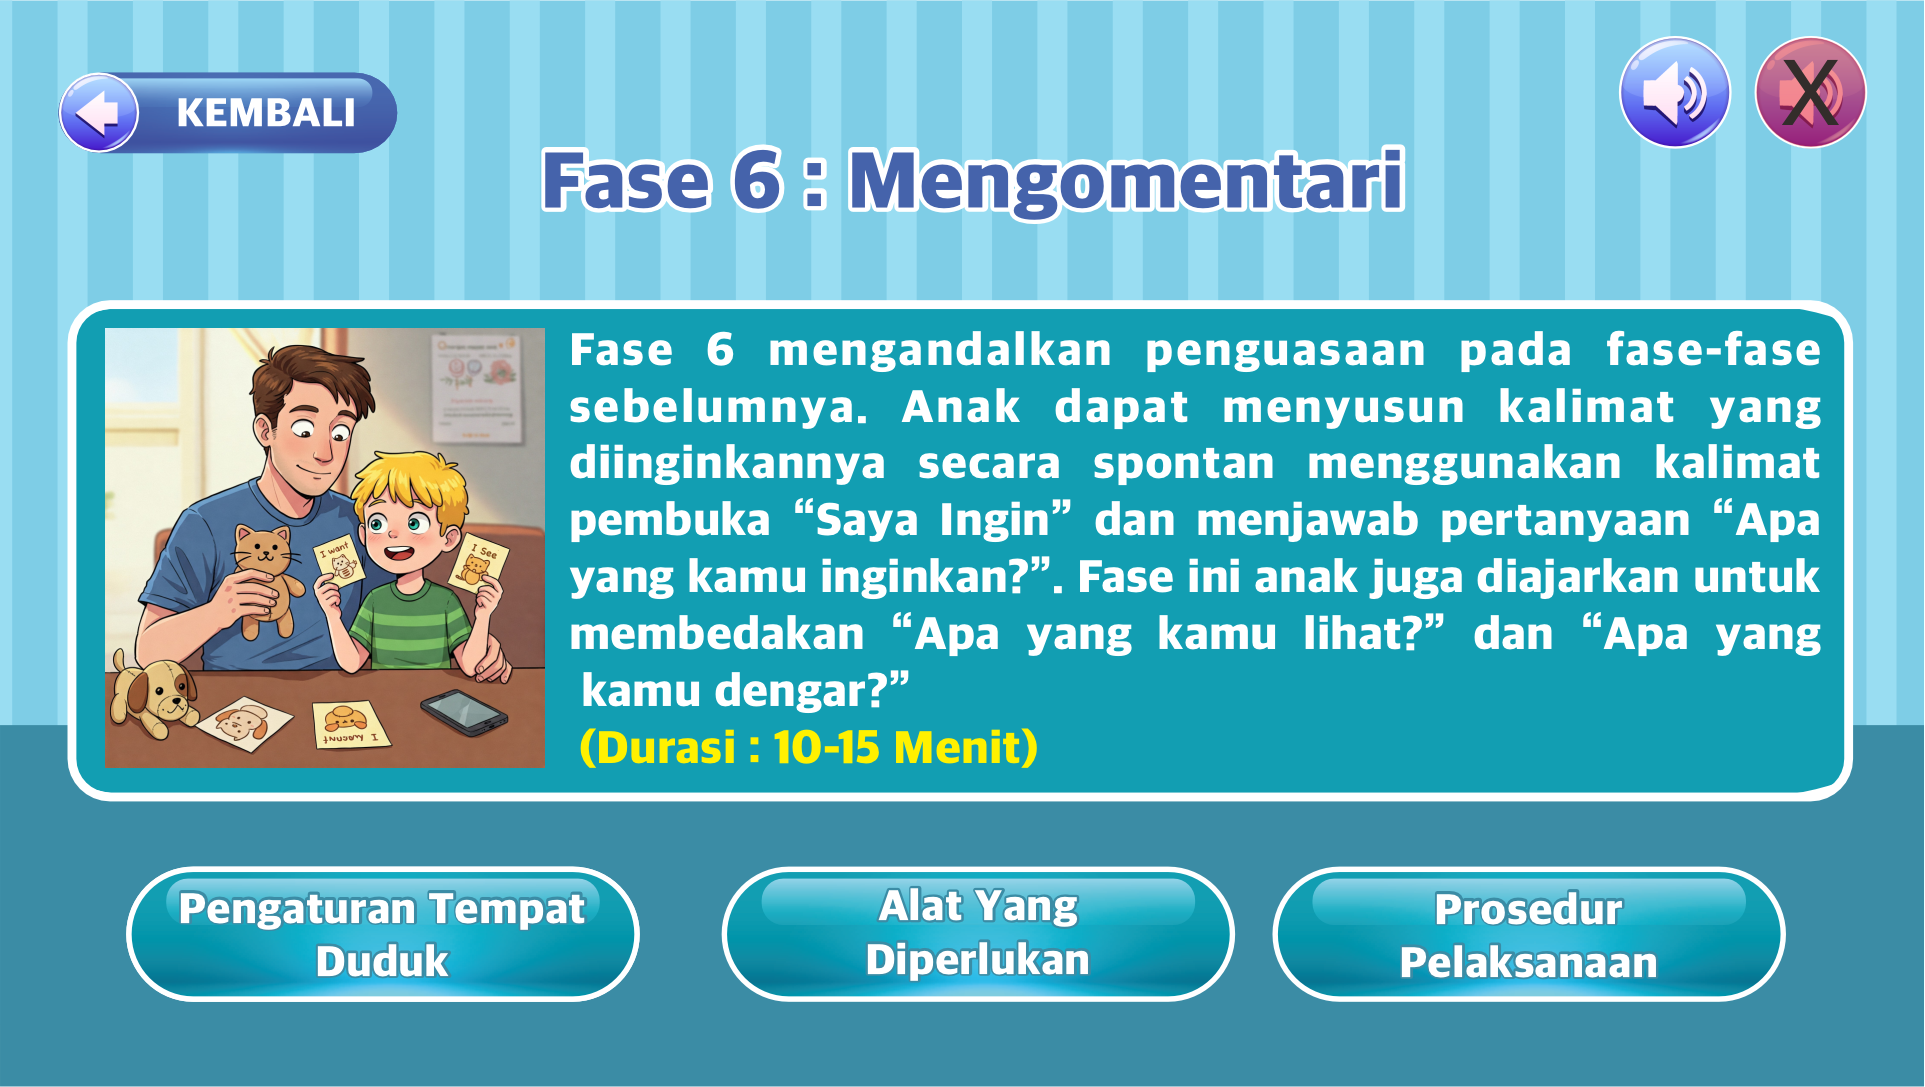 KEMBALI
X
Fase 6 : Mengomentari
Fase 6 mengandalkan penguasaan pada fase-fase
sebelumnya. Anak dapat menyusun kalimat yang
diinginkannya secara spontan menggunakan kalimat
pembuka “Saya Ingin” dan menjawab pertanyaan “Apa
yang kamu inginkan?”. Fase ini anak juga diajarkan untuk
membedakan “Apa yang kamu lihat?” dan “Apa yang
kamu dengar?”
(Durasi : 10-15 Menit)
I want
I See
Pengaturan Tempat
Duduk
Alat Yang
Diperlukan
Prosedur
Pelaksanaan